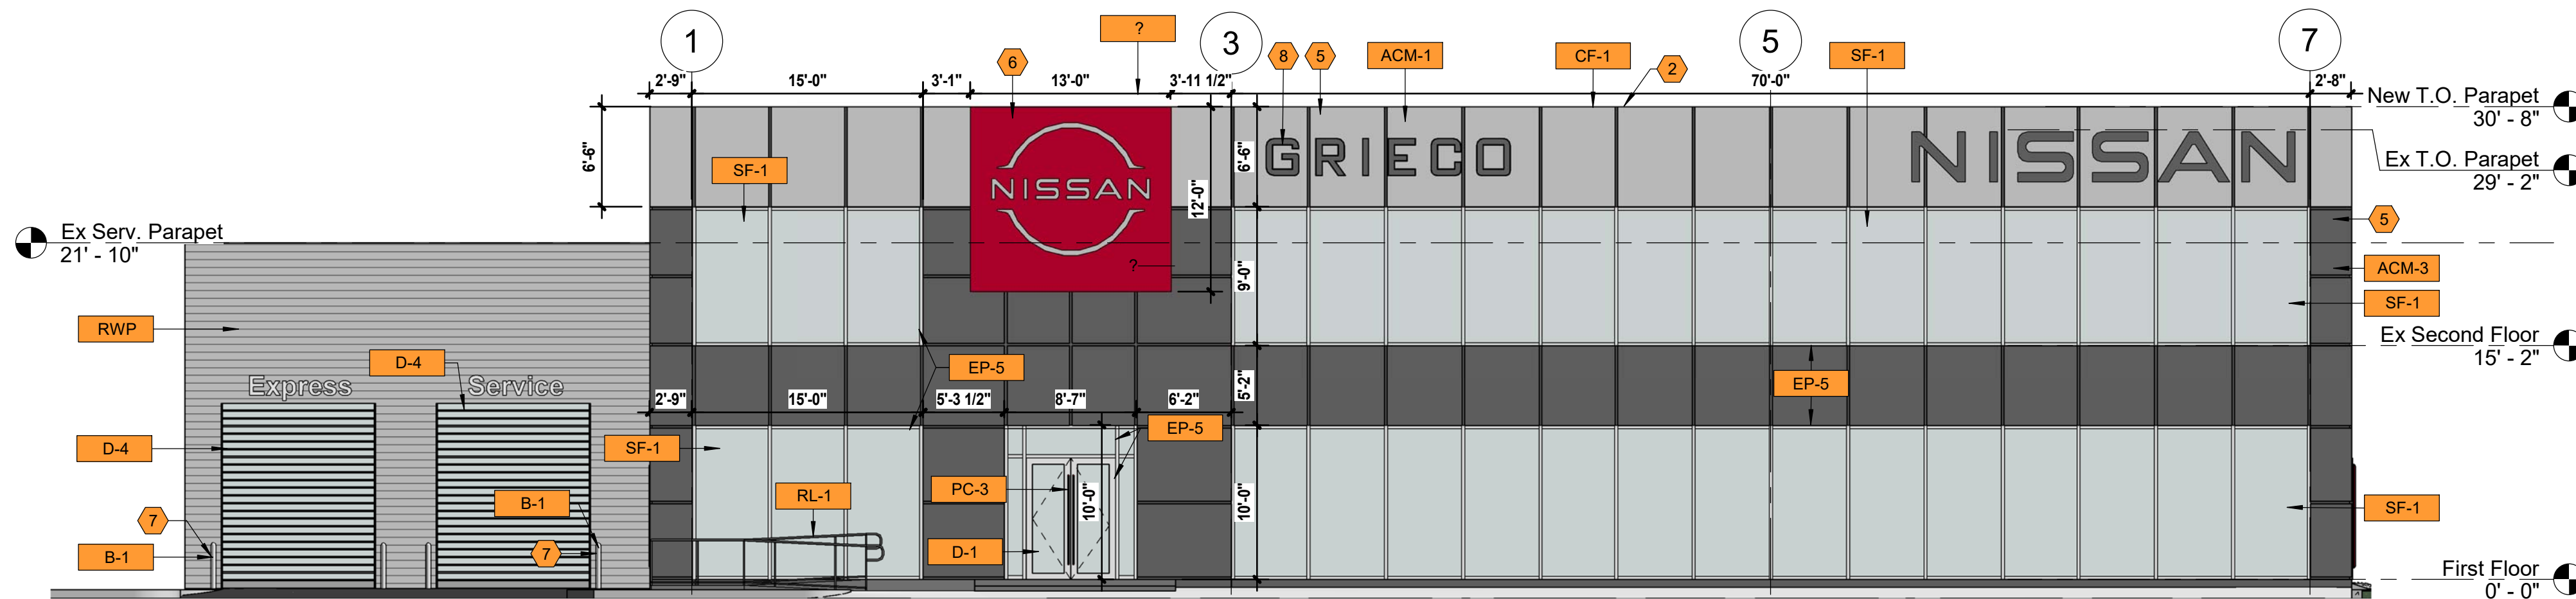 1
3
5
7
?
6
8
5
ACM-1
CF-1
2
SF-1
2'-9"
15'-0"
3'-1"
13'-0"
3'-11 1/2"
70'-0"
2'-8"
New T.O. Parapet
30' - 8"
6'-6"
SF-1
NISSAN
12'-0"
6'-6"
GRIECO
NISSAN
Ex T.O. Parapet
29' - 2"
Ex Serv. Parapet
21' - 10"
5
?
9'-0"
ACM-3
SF-1
RWP
D-4
EP-5
Ex Second Floor
15' - 2"
Express
Service
EP-5
5'-2"
2'-9"
15'-0"
5'-3 1/2"
8'-7"
6'-2"
D-4
SF-1
EP-5
PC-3
RL-1
B-1
10'-0"
10'-0"
SF-1
7
B-1
7
D-1
First Floor
0' - 0"